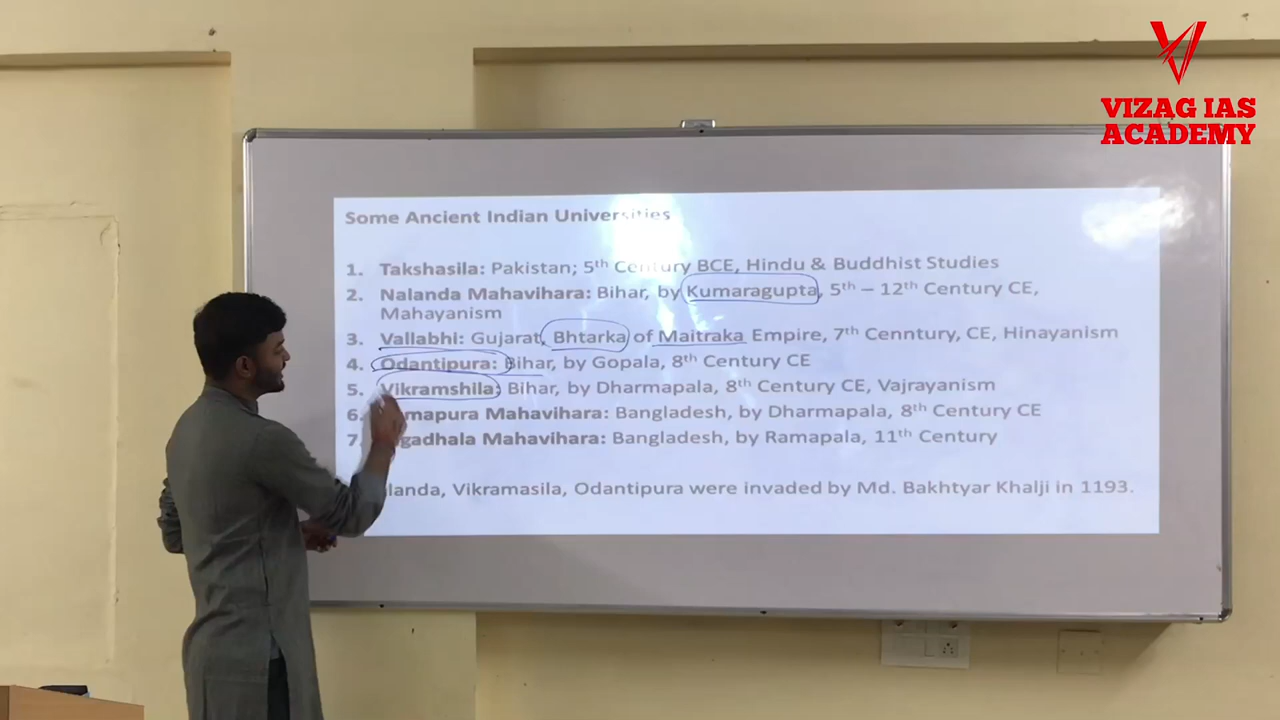 VIZAG IAS
ACADEMY
Some Ancient Indian Universities
1. Takshasila: Pakistan; 5th Century BCE, Hindu & Buddhist Studies
2. Nalanda Mahavihara: Bihar, by Kumaragupta, 5th – 12th Century CE,
Mahayanism
3. Vallabhi: Gujarat, Bhtarka of Maitraka Empire, 7th Cenntury, CE, Hinayanism
4. Odantipura: Bihar, by Gopala, 8th Century CE
5. Vikramshila: Bihar, by Dharmapala, 8th Century CE, Vajrayanism
6. Mahavihara: Bangladesh, by Dharmapala, 8th Century CE
7. Mahavihara: Bangladesh, by Ramapala, 11th Century
Vikramasila, Odantipura were invaded by Md. Bakhtyar Khalji in 1193.